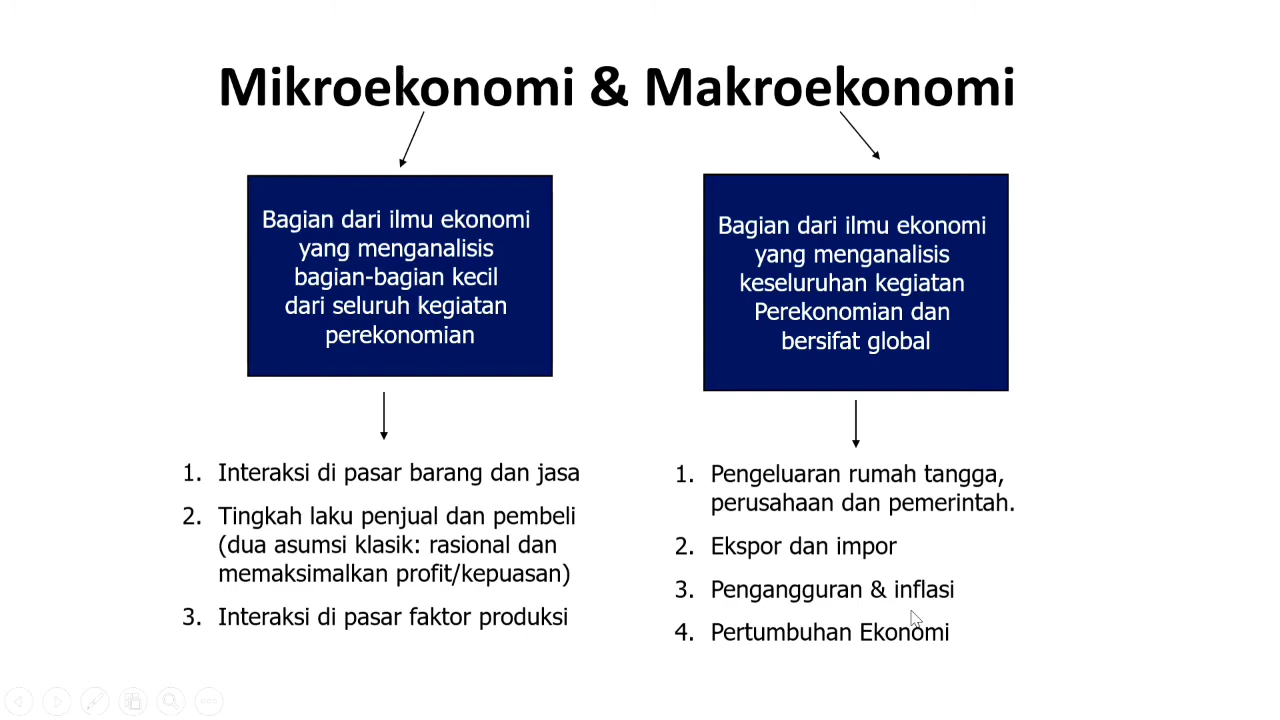 Mikroekonomi & Makroekonomi
Bagian dari ilmu ekonomi
yang menganalisis
bagian-bagian kecil
dari seluruh kegiatan
perekonomian
Bagian dari ilmu ekonomi
yang menganalisis
keseluruhan kegiatan
Perekonomian dan
bersifat global
1. Interaksi di pasar barang dan jasa
2. Tingkah laku penjual dan pembeli
(dua asumsi klasik: rasional dan
memaksimalkan profit/kepuasan)
3. Interaksi di pasar faktor produksi
1. Pengeluaran rumah tangga,
perusahaan dan pemerintah.
2. Ekspor dan impor
3. Pengangguran & inflasi
4. Pertumbuhan Ekonomi